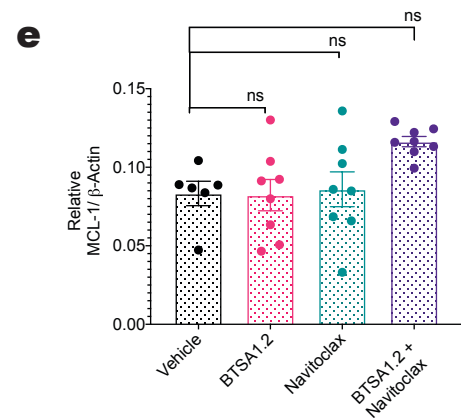 e
ns
ns
ns
0.15
0.10
0.05
0.00
Relative
MCL-1/ β-Actin
Vehicle
BTSA1.2
Navitoclax
BTSA1.2 +
Navitoclax